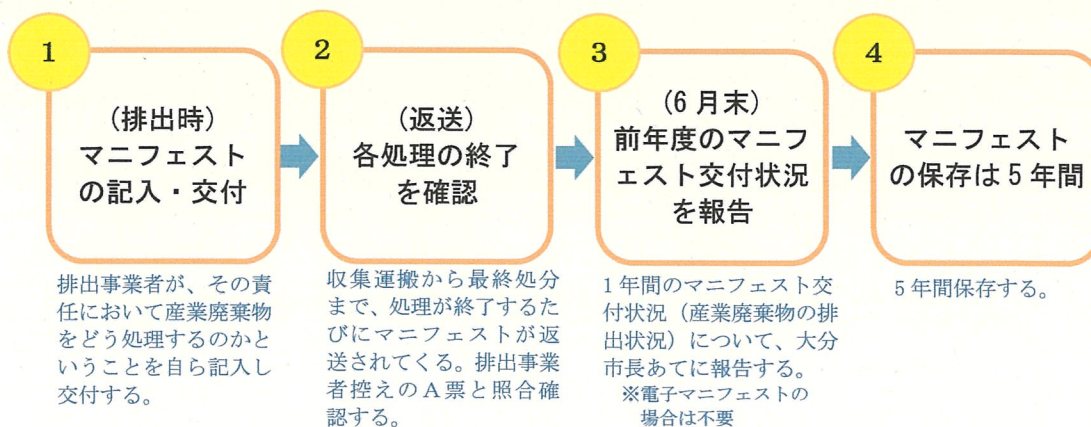 1
(排出時)
マニフェスト
の記入・交付
排出事業者が、その責
任において産業廃棄物
をどう処理するのかと
いうことを自ら記入し
交付する。
2
(返送)
各処理の終了
を確認
収集運搬から最終処分
まで、処理が終了するた
びにマニフェストが返
送されてくる。排出事業
者控えのA票と照合確
認する。
3
(6月末)
前年度のマニフ
ェスト交付状況
を報告
1年間のマニフェスト交
付状況（産業廃棄物の排
出状況）について、大分
市長あてに報告する。
※電子マニフェストの
場合は不要
4
マニフェスト
の保存は5年間
5年間保存する。